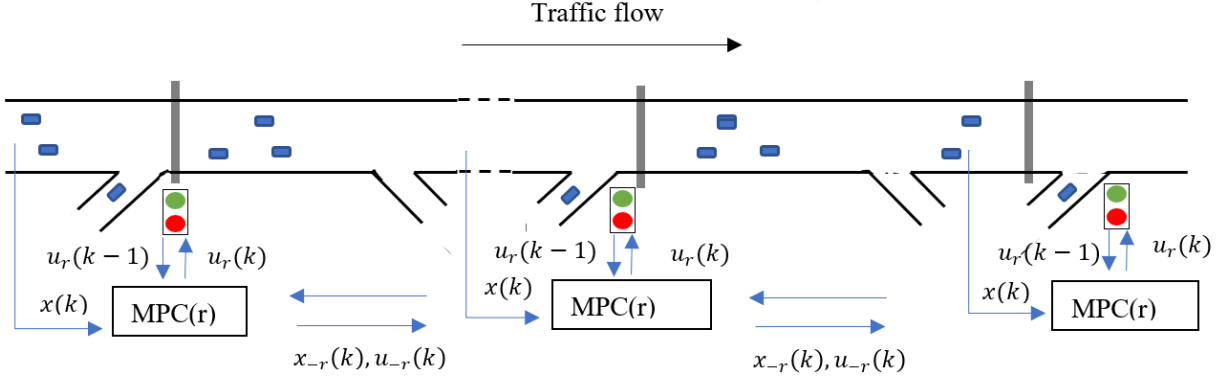 Traffic flow
u_r(k − 1)
u_r(k)
x(k)
MPC(r)
x_{−r}(k), u_{−r}(k)
u_r(k − 1)
u_r(k)
x(k)
MPC(r)
x_{−r}(k), u_{−r}(k)
u_r(k − 1)
u_r(k)
x(k)
MPC(r)